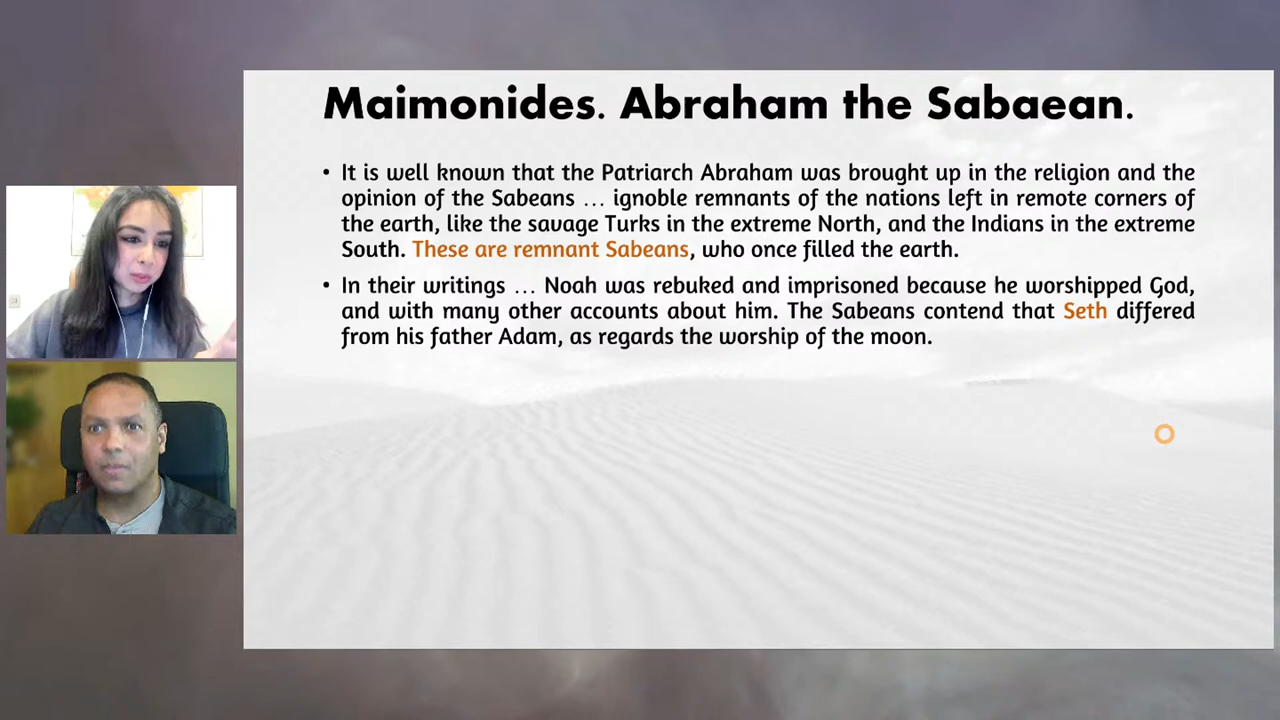 Maimonides. Abraham the Sabaean.
• It is well known that the Patriarch Abraham was brought up in the religion and the
opinion of the Sabeans … ignoble remnants of the nations left in remote corners of
the earth, like the savage Turks in the extreme North, and the Indians in the extreme
South. These are remnant Sabeans, who once filled the earth.
• In their writings … Noah was rebuked and imprisoned because he worshipped God,
and with many other accounts about him. The Sabeans contend that Seth differed
from his father Adam, as regards the worship of the moon.